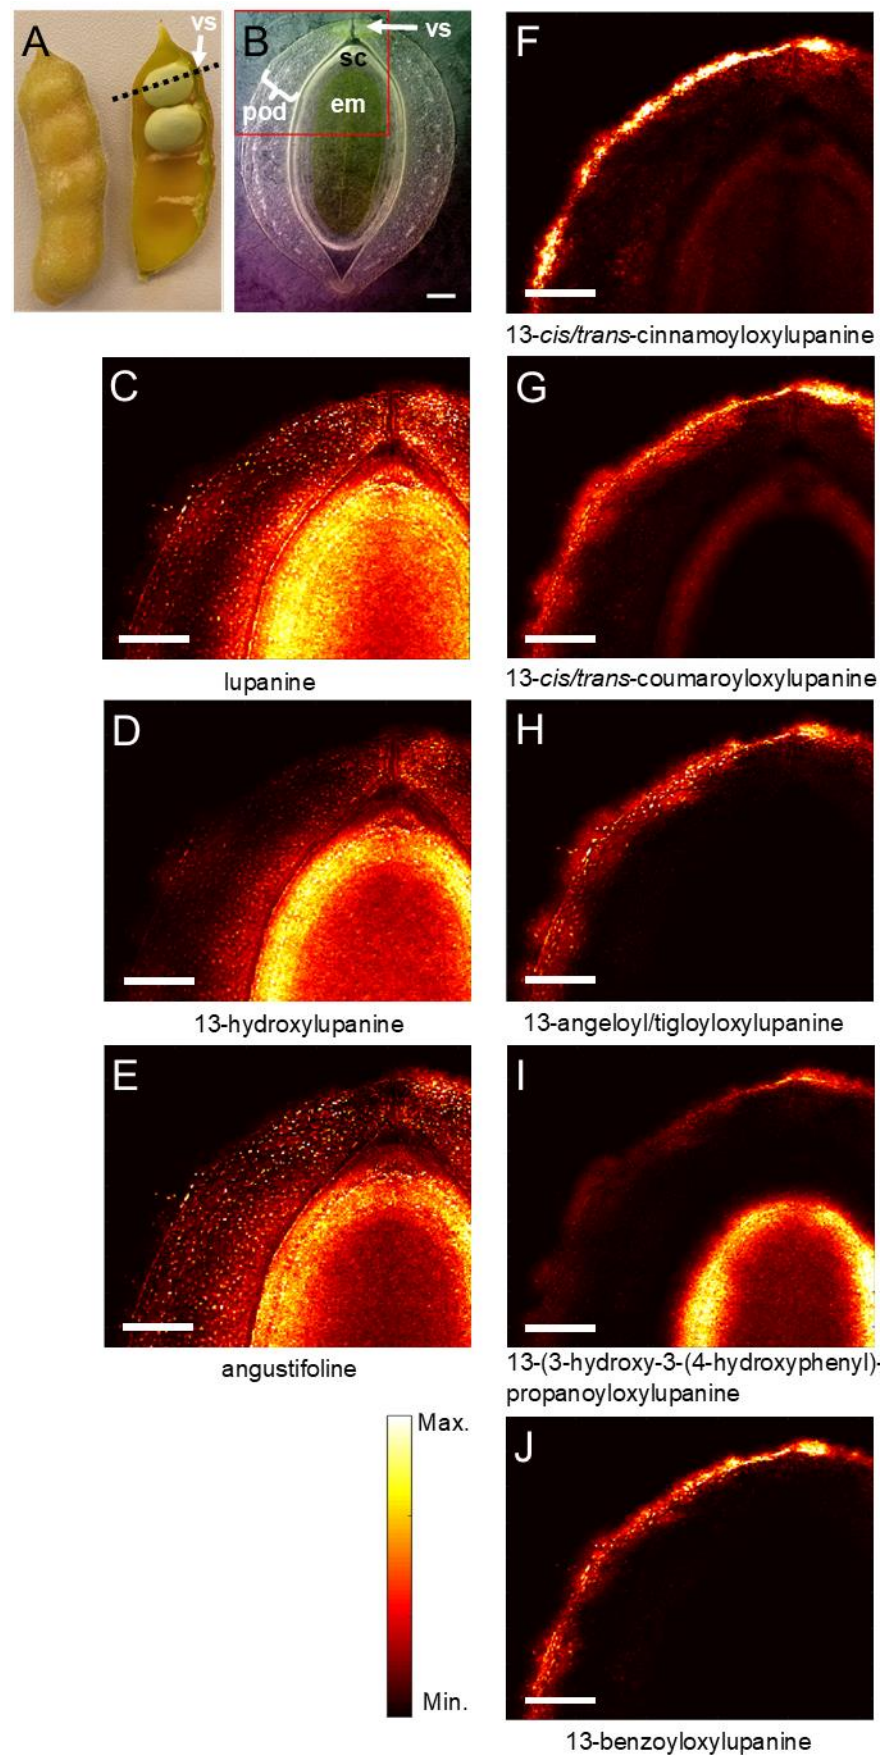 A
vs
B
vs
sc
pod
em
C
lupanine
D
13-hydroxylupanine
E
angustifoline
Max.
Min.
F
13-cis/trans-cinnamoyloxylupanine
G
13-cis/trans-coumaroyloxylupanine
H
13-angeloyl/tigloyloxylupanine
I
13-(3-hydroxy-3-(4-hydroxyphenyl)-
propanoyloxylupanine
J
13-benzoyloxylupanine